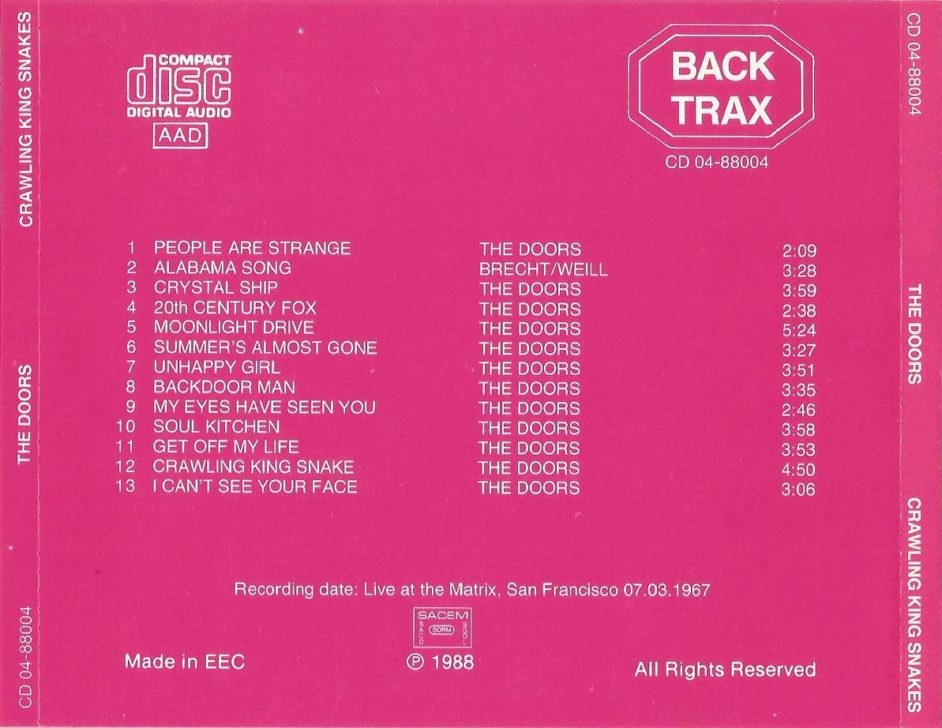 CRAWLING KING SNAKES
THE DOORS
CD 04-88004
COMPACT
disc
DIGITAL AUDIO
AAD
BACK
TRAX
CD 04-88004
1 PEOPLE ARE STRANGE THE DOORS 2:09
2 ALABAMA SONG BRECHT/WEILL 3:28
3 CRYSTAL SHIP THE DOORS 3:59
4 20th CENTURY FOX THE DOORS 2:38
5 MOONLIGHT DRIVE THE DOORS 5:24
6 SUMMER'S ALMOST GONE THE DOORS 3:27
7 UNHAPPY GIRL THE DOORS 3:51
8 BACKDOOR MAN THE DOORS 3:35
9 MY EYES HAVE SEEN YOU THE DOORS 2:46
10 SOUL KITCHEN THE DOORS 3:58
11 GET OFF MY LIFE THE DOORS 3:53
12 CRAWLING KING SNAKE THE DOORS 4:50
13 I CAN'T SEE YOUR FACE THE DOORS 3:06
Recording date: Live at the Matrix, San Francisco 07.03.1967
SACEM
SDRM
Made in EEC
℗ 1988
All Rights Reserved
CD 04-88004
THE DOORS
CRAWLING KING SNAKES